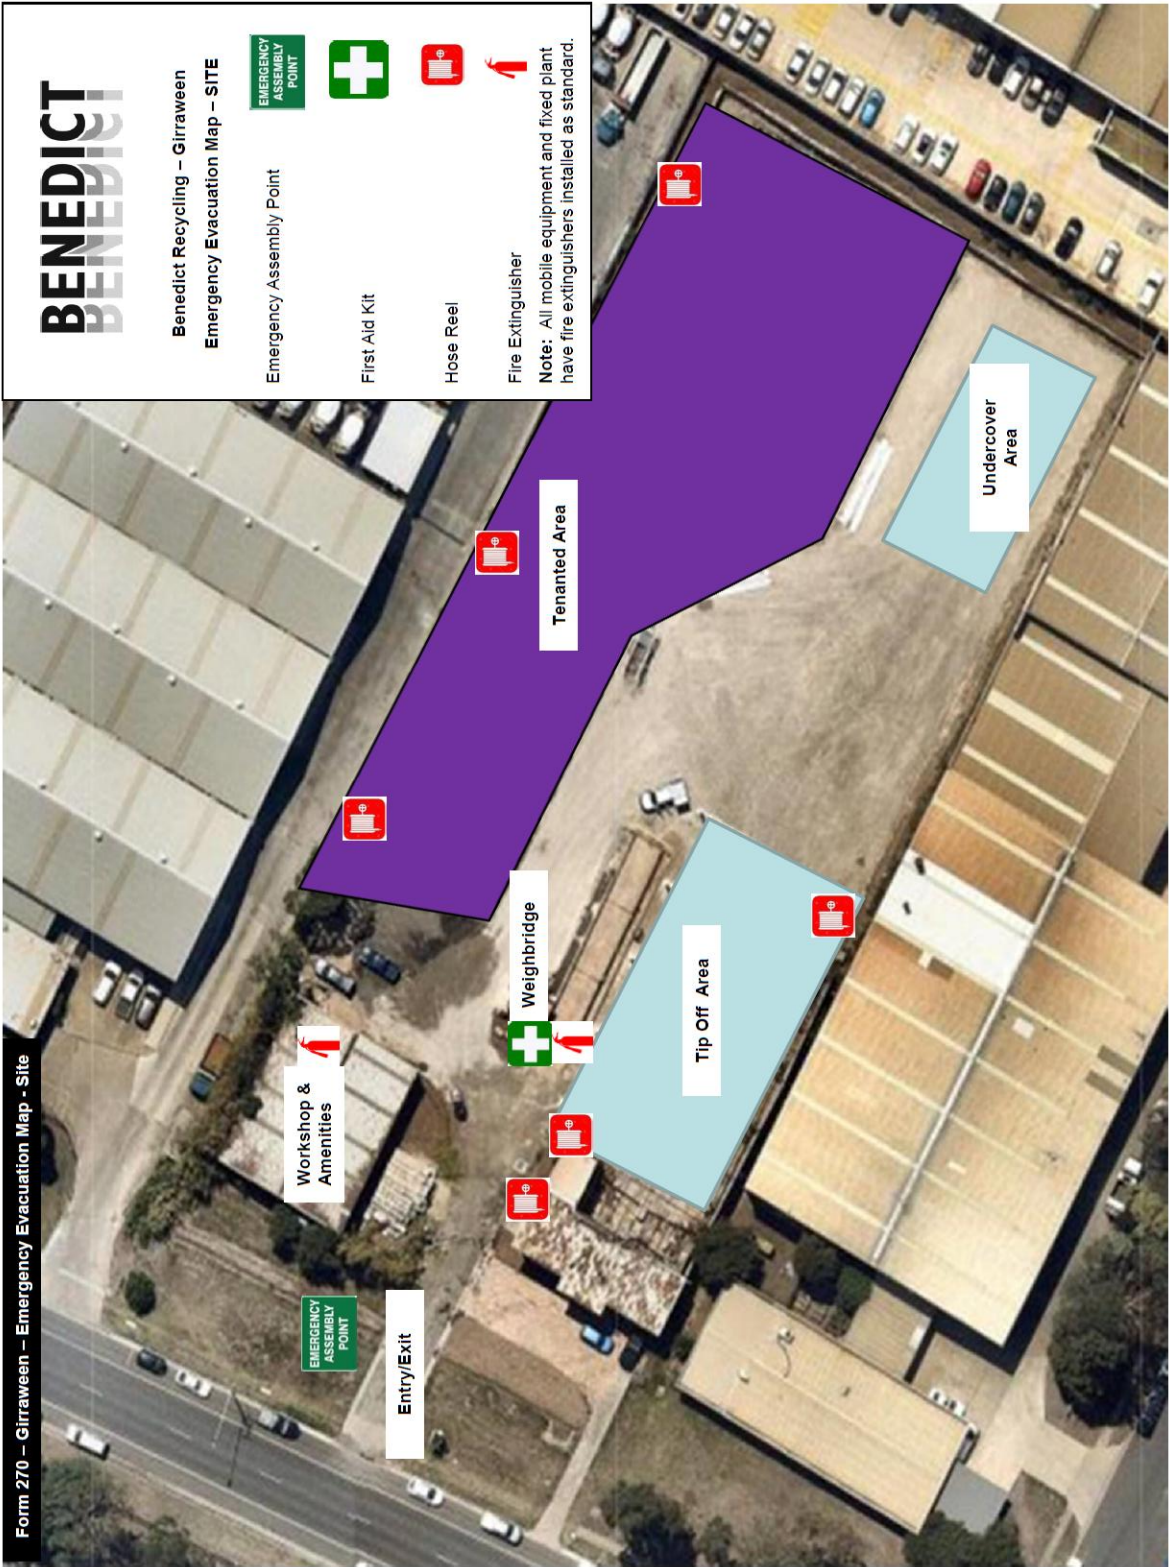 Form 270 – Girraween – Emergency Evacuation Map - Site
BENEDICT
BENEDICT
Benedict Recycling – Girraween
Emergency Evacuation Map – SITE
Emergency Assembly Point
EMERGENCY
ASSEMBLY
POINT
First Aid Kit
Hose Reel
Fire Extinguisher
Note: All mobile equipment and fixed plant
have fire extinguishers installed as standard.
EMERGENCY
ASSEMBLY
POINT
Entry/Exit
Workshop &
Amenities
Weighbridge
Tip Off Area
Tenanted Area
Undercover
Area